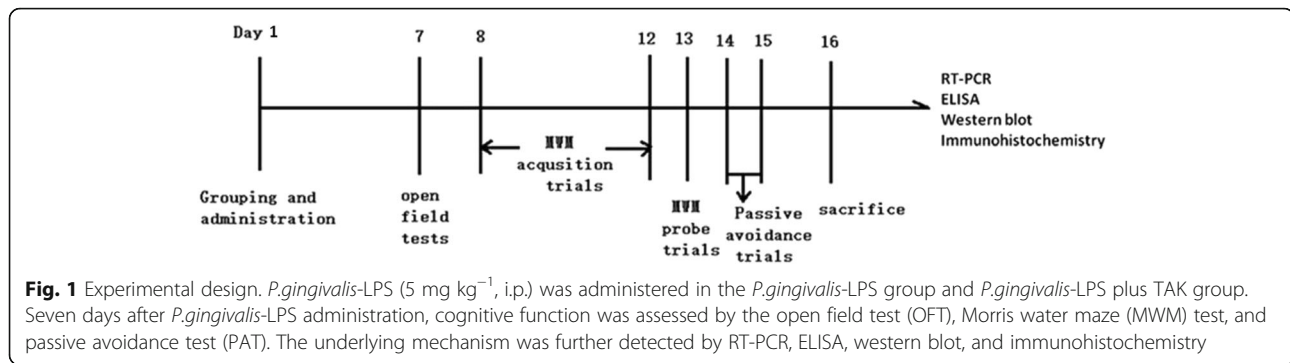 Day 1
7
8
12
13
14
15
16
RT-PCR
ELISA
Western blot
Immunohistochemistry
MWM
acqusition
trials
Grouping and
administration
open
field
tests
MWM
probe
trials
Passive
avoidance
trials
sacrifice
Fig. 1 Experimental design. P.gingivalis-LPS (5 mg kg⁻¹, i.p.) was administered in the P.gingivalis-LPS group and P.gingivalis-LPS plus TAK group.
Seven days after P.gingivalis-LPS administration, cognitive function was assessed by the open field test (OFT), Morris water maze (MWM) test, and
passive avoidance test (PAT). The underlying mechanism was further detected by RT-PCR, ELISA, western blot, and immunohistochemistry